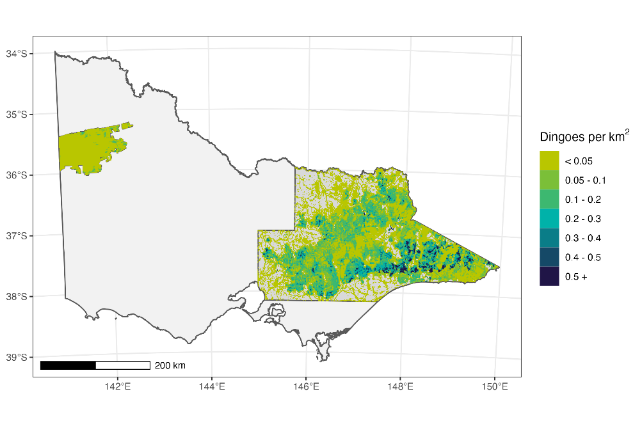 34°S
35°S
36°S
37°S
38°S
39°S
200 km
142°E
144°E
146°E
148°E
150°E
Dingoes per km²
< 0.05
0.05 - 0.1
0.1 - 0.2
0.2 - 0.3
0.3 - 0.4
0.4 - 0.5
0.5 +